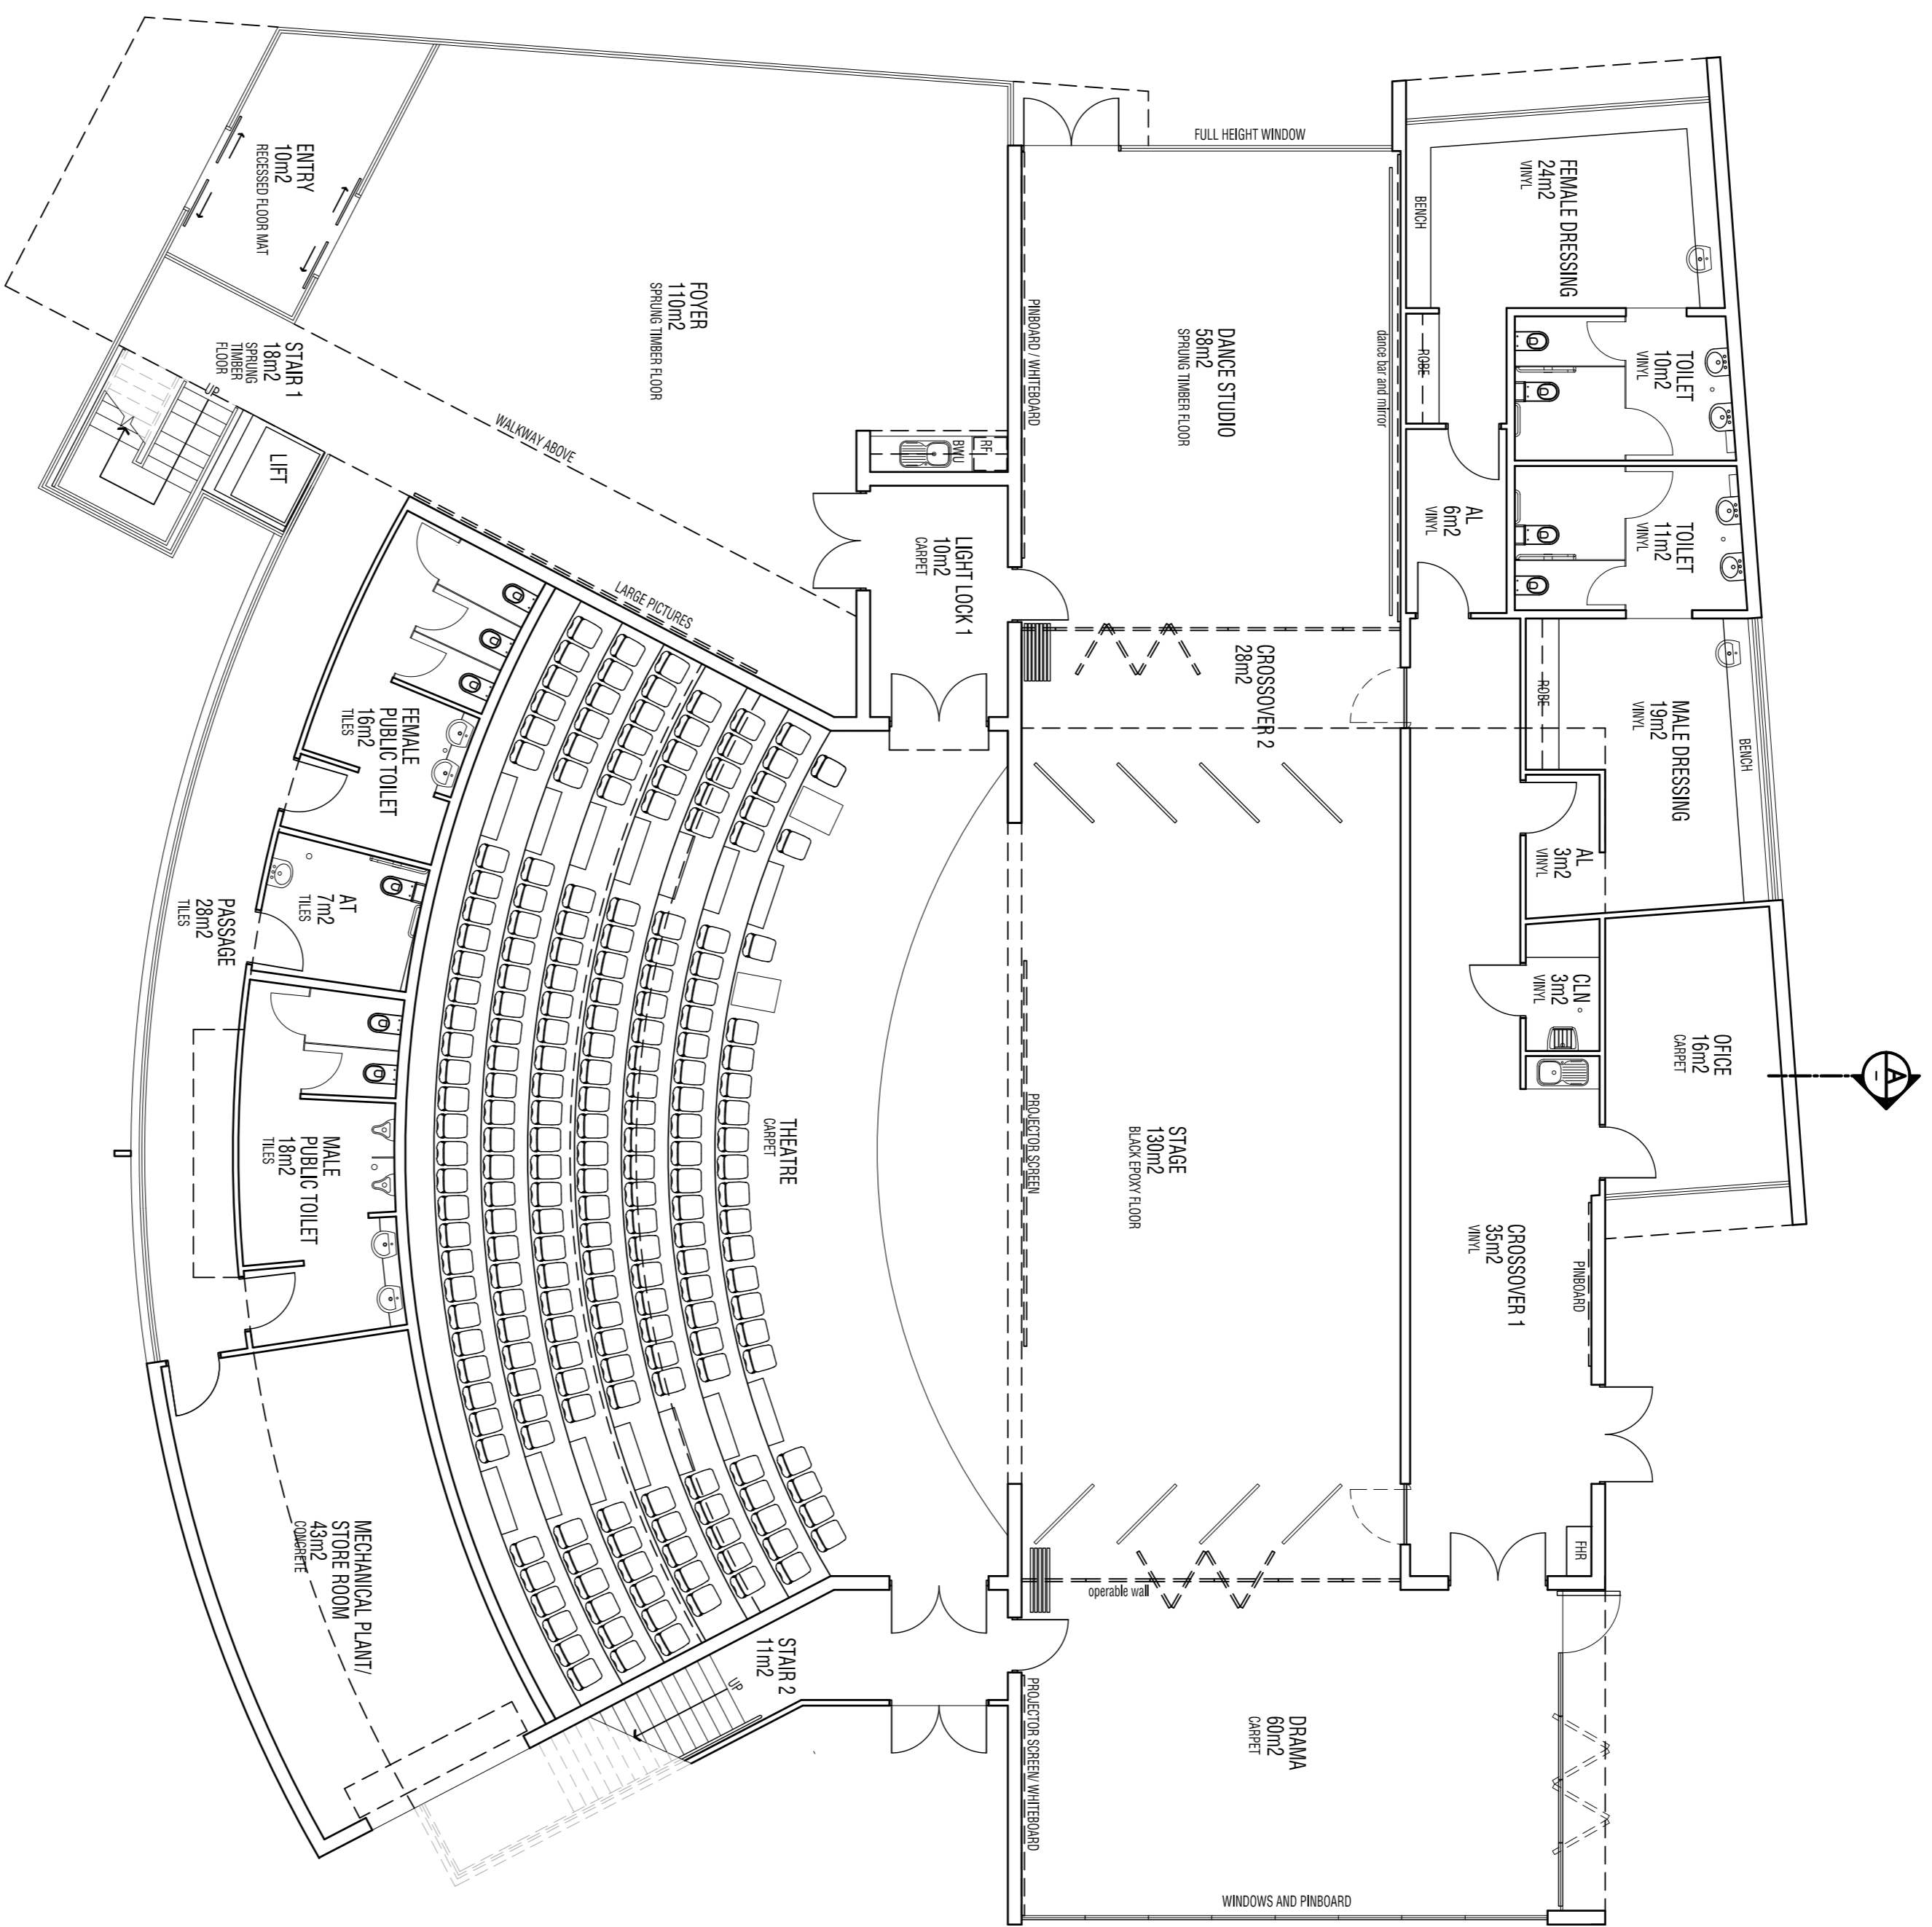 FULL HEIGHT WINDOW
FEMALE DRESSING
24m2
VINYL
BENCH
ENTRY
10m2
RECESSED FLOOR MAT
FOYER
110m2
SPRUNG TIMBER FLOOR
PINBOARD / WHITEBOARD
DANCE STUDIO
58m2
SPRUNG TIMBER FLOOR
dance bar and mirror
ROBE
TOILET
10m2
VINYL
STAIR 1
18m2
SPRUNG
TIMBER
FLOOR
UP
LIFT
WALKWAY ABOVE
BWU
RF
AL
6m2
VINYL
TOILET
11m2
VINYL
LIGHT LOCK 1
10m2
CARPET
LARGE PICTURES
CROSSOVER 2
28m2
ROBE
MALE DRESSING
19m2
VINYL
BENCH
FEMALE
PUBLIC TOILET
16m2
TILES
AL
3m2
VINYL
AT
7m2
TILES
PASSAGE
28m2
TILES
CLN
3m2
VINYL
OFICE
16m2
CARPET
A
-
THEATRE
CARPET
PROJECTOR SCREEN
STAGE
130m2
BLACK EPOXY FLOOR
MALE
PUBLIC TOILET
18m2
TILES
CROSSOVER 1
35m2
VINYL
PINBOARD
FHR
MECHANICAL PLANT/
STORE ROOM
43m2
CONCRETE
operable wall
STAIR 2
11m2
UP
PROJECTOR SCREEN/ WHITEBOARD
DRAMA
60m2
CARPET
WINDOWS AND PINBOARD